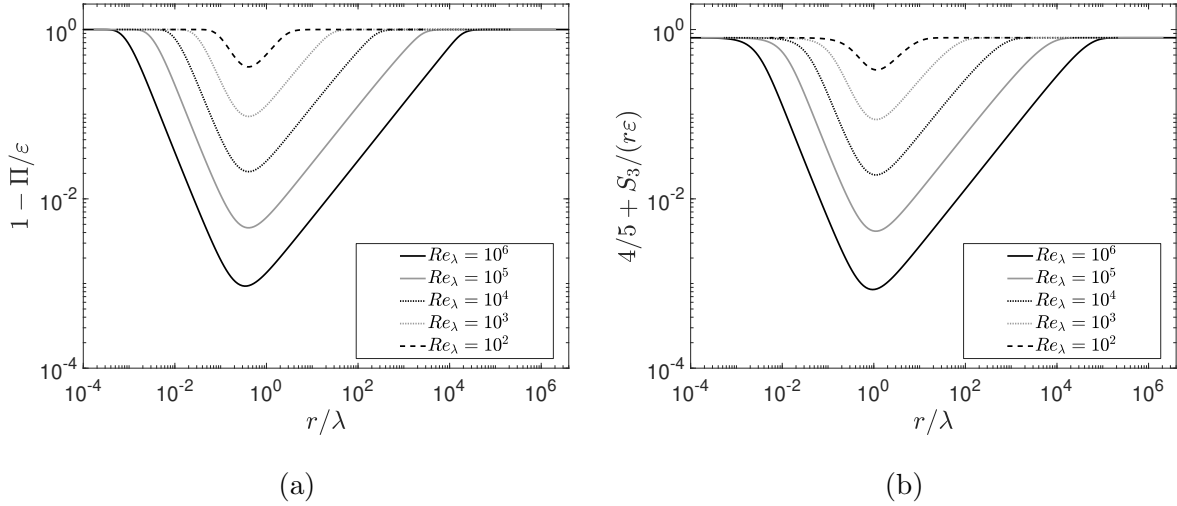 10^0
10^-2
10^-4
1 − Π/ε
10^-4
10^-2
10^0
10^2
10^4
10^6
r/λ
Re_λ = 10^6
Re_λ = 10^5
Re_λ = 10^4
Re_λ = 10^3
Re_λ = 10^2
(a)
10^0
10^-2
10^-4
4/5 + S_3/(rε)
10^-4
10^-2
10^0
10^2
10^4
10^6
r/λ
Re_λ = 10^6
Re_λ = 10^5
Re_λ = 10^4
Re_λ = 10^3
Re_λ = 10^2
(b)